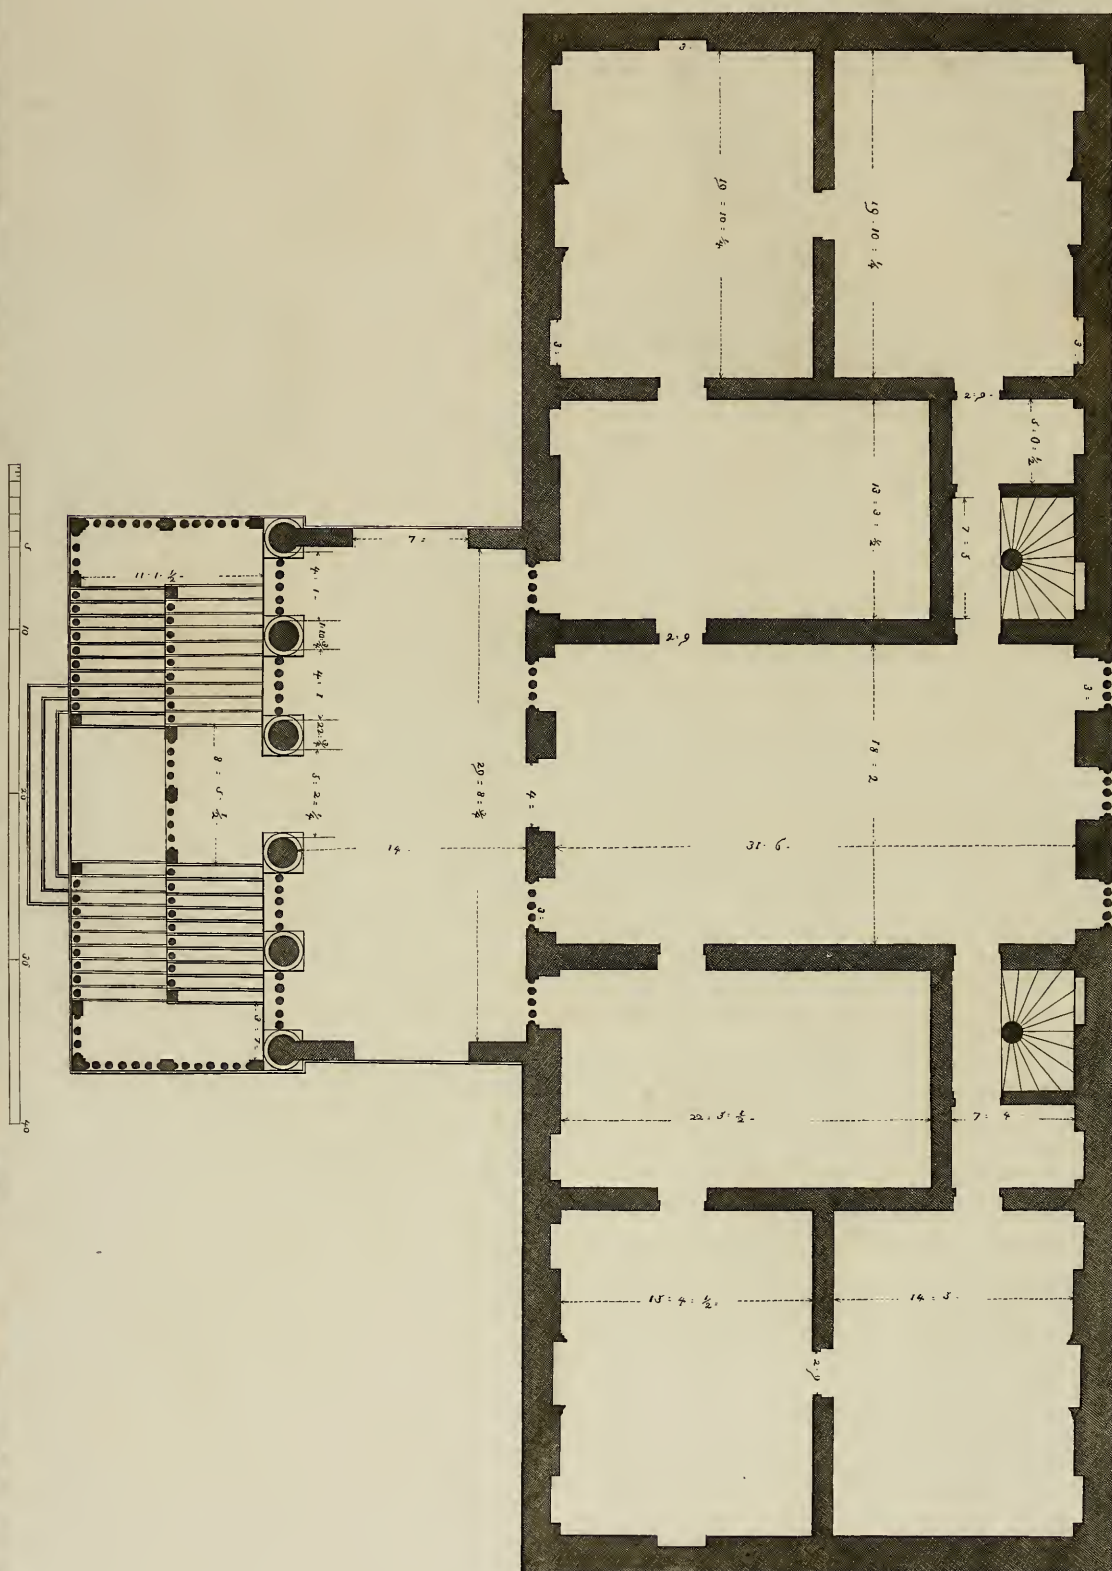 3.
19 = 10 = ¼
19 . 10 = ¼
3 =
3 .
2 : 9 .
5 : 0 : ½
13 = 3 = ½ .
7 = 5
7 =
11 . 1 . ½ .
4 . 1 -
2 . 9
18 = 2
3 =
4 = 1
22 = ¾
8 = 5 = ½
5 = 2 = ¼
29 = 8 = ¾
4 =
14 .
31 . 6 .
3 =
3 = 7 =
22 = 5 = ½ .
7 = 4
15 = 4 = ½ .
14 = 5 .
2 . 9
5
10
20
30
40